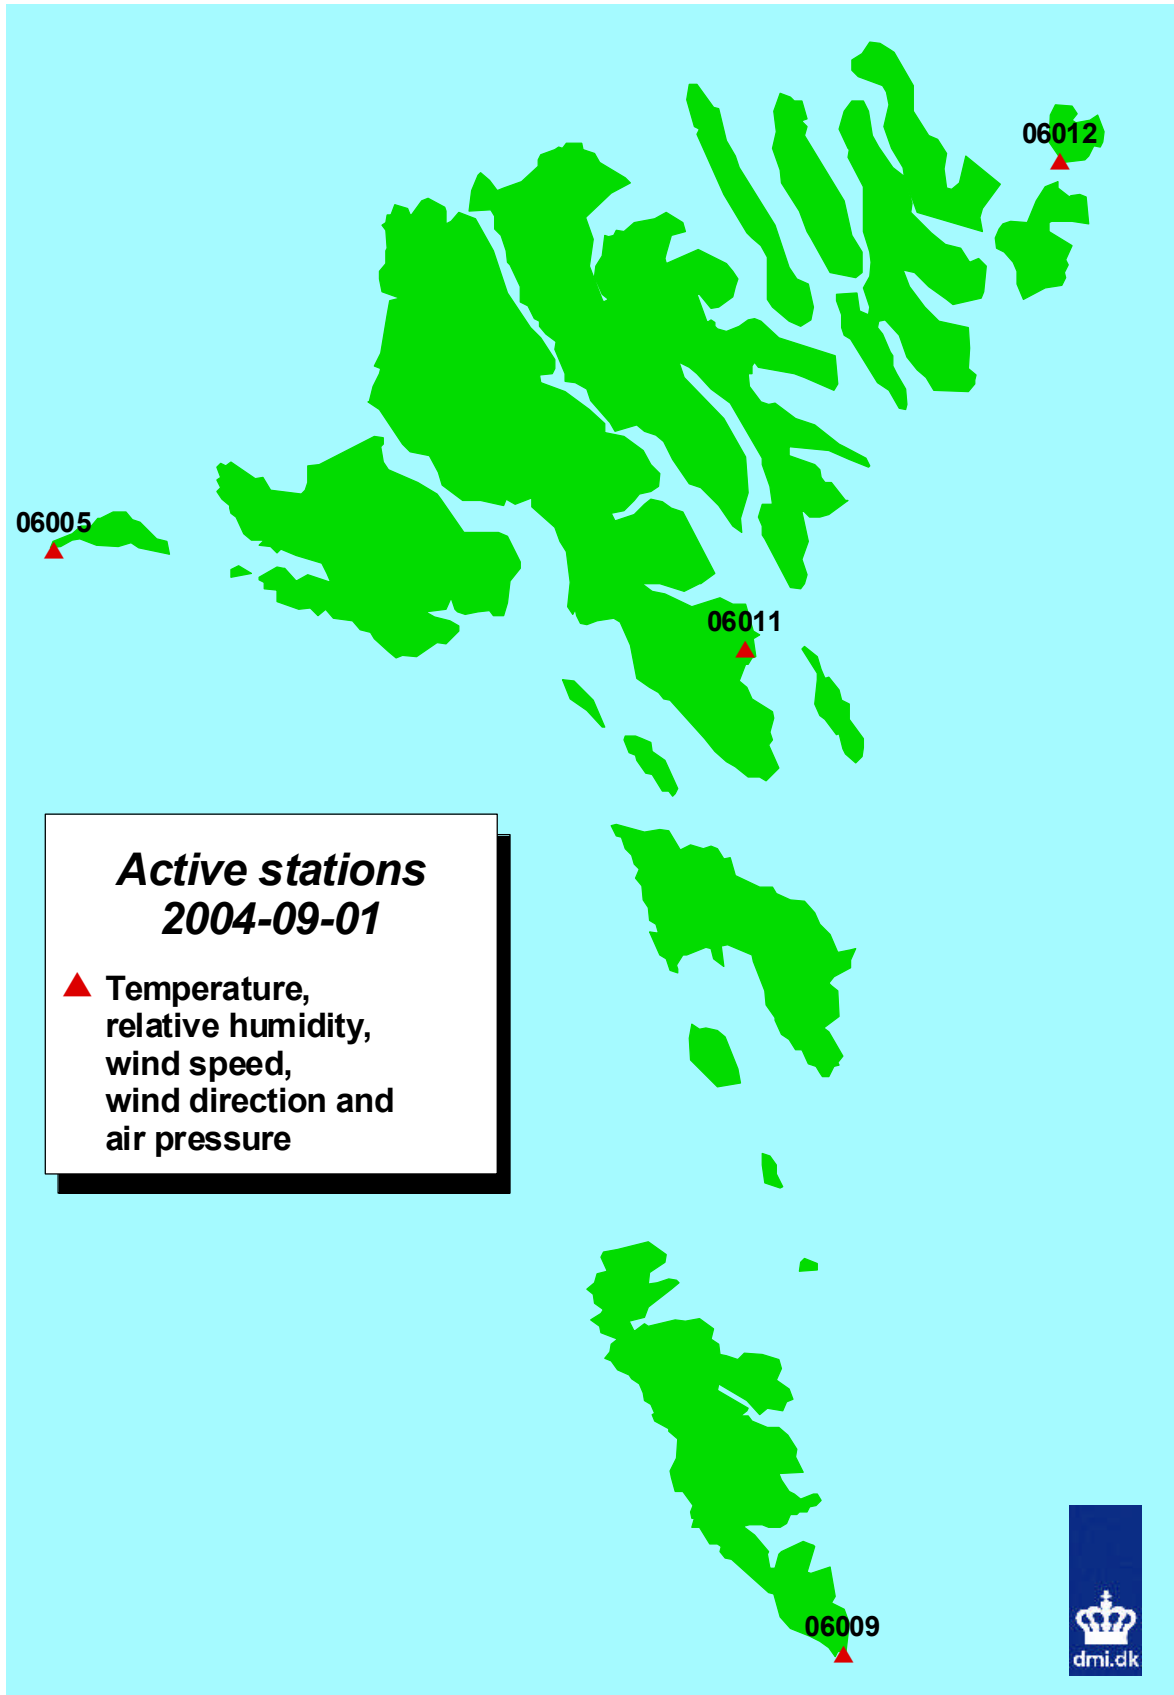 06012
06005
06011
Active stations
2004-09-01
Temperature,
relative humidity,
wind speed,
wind direction and
air pressure
06009
dmi.dk